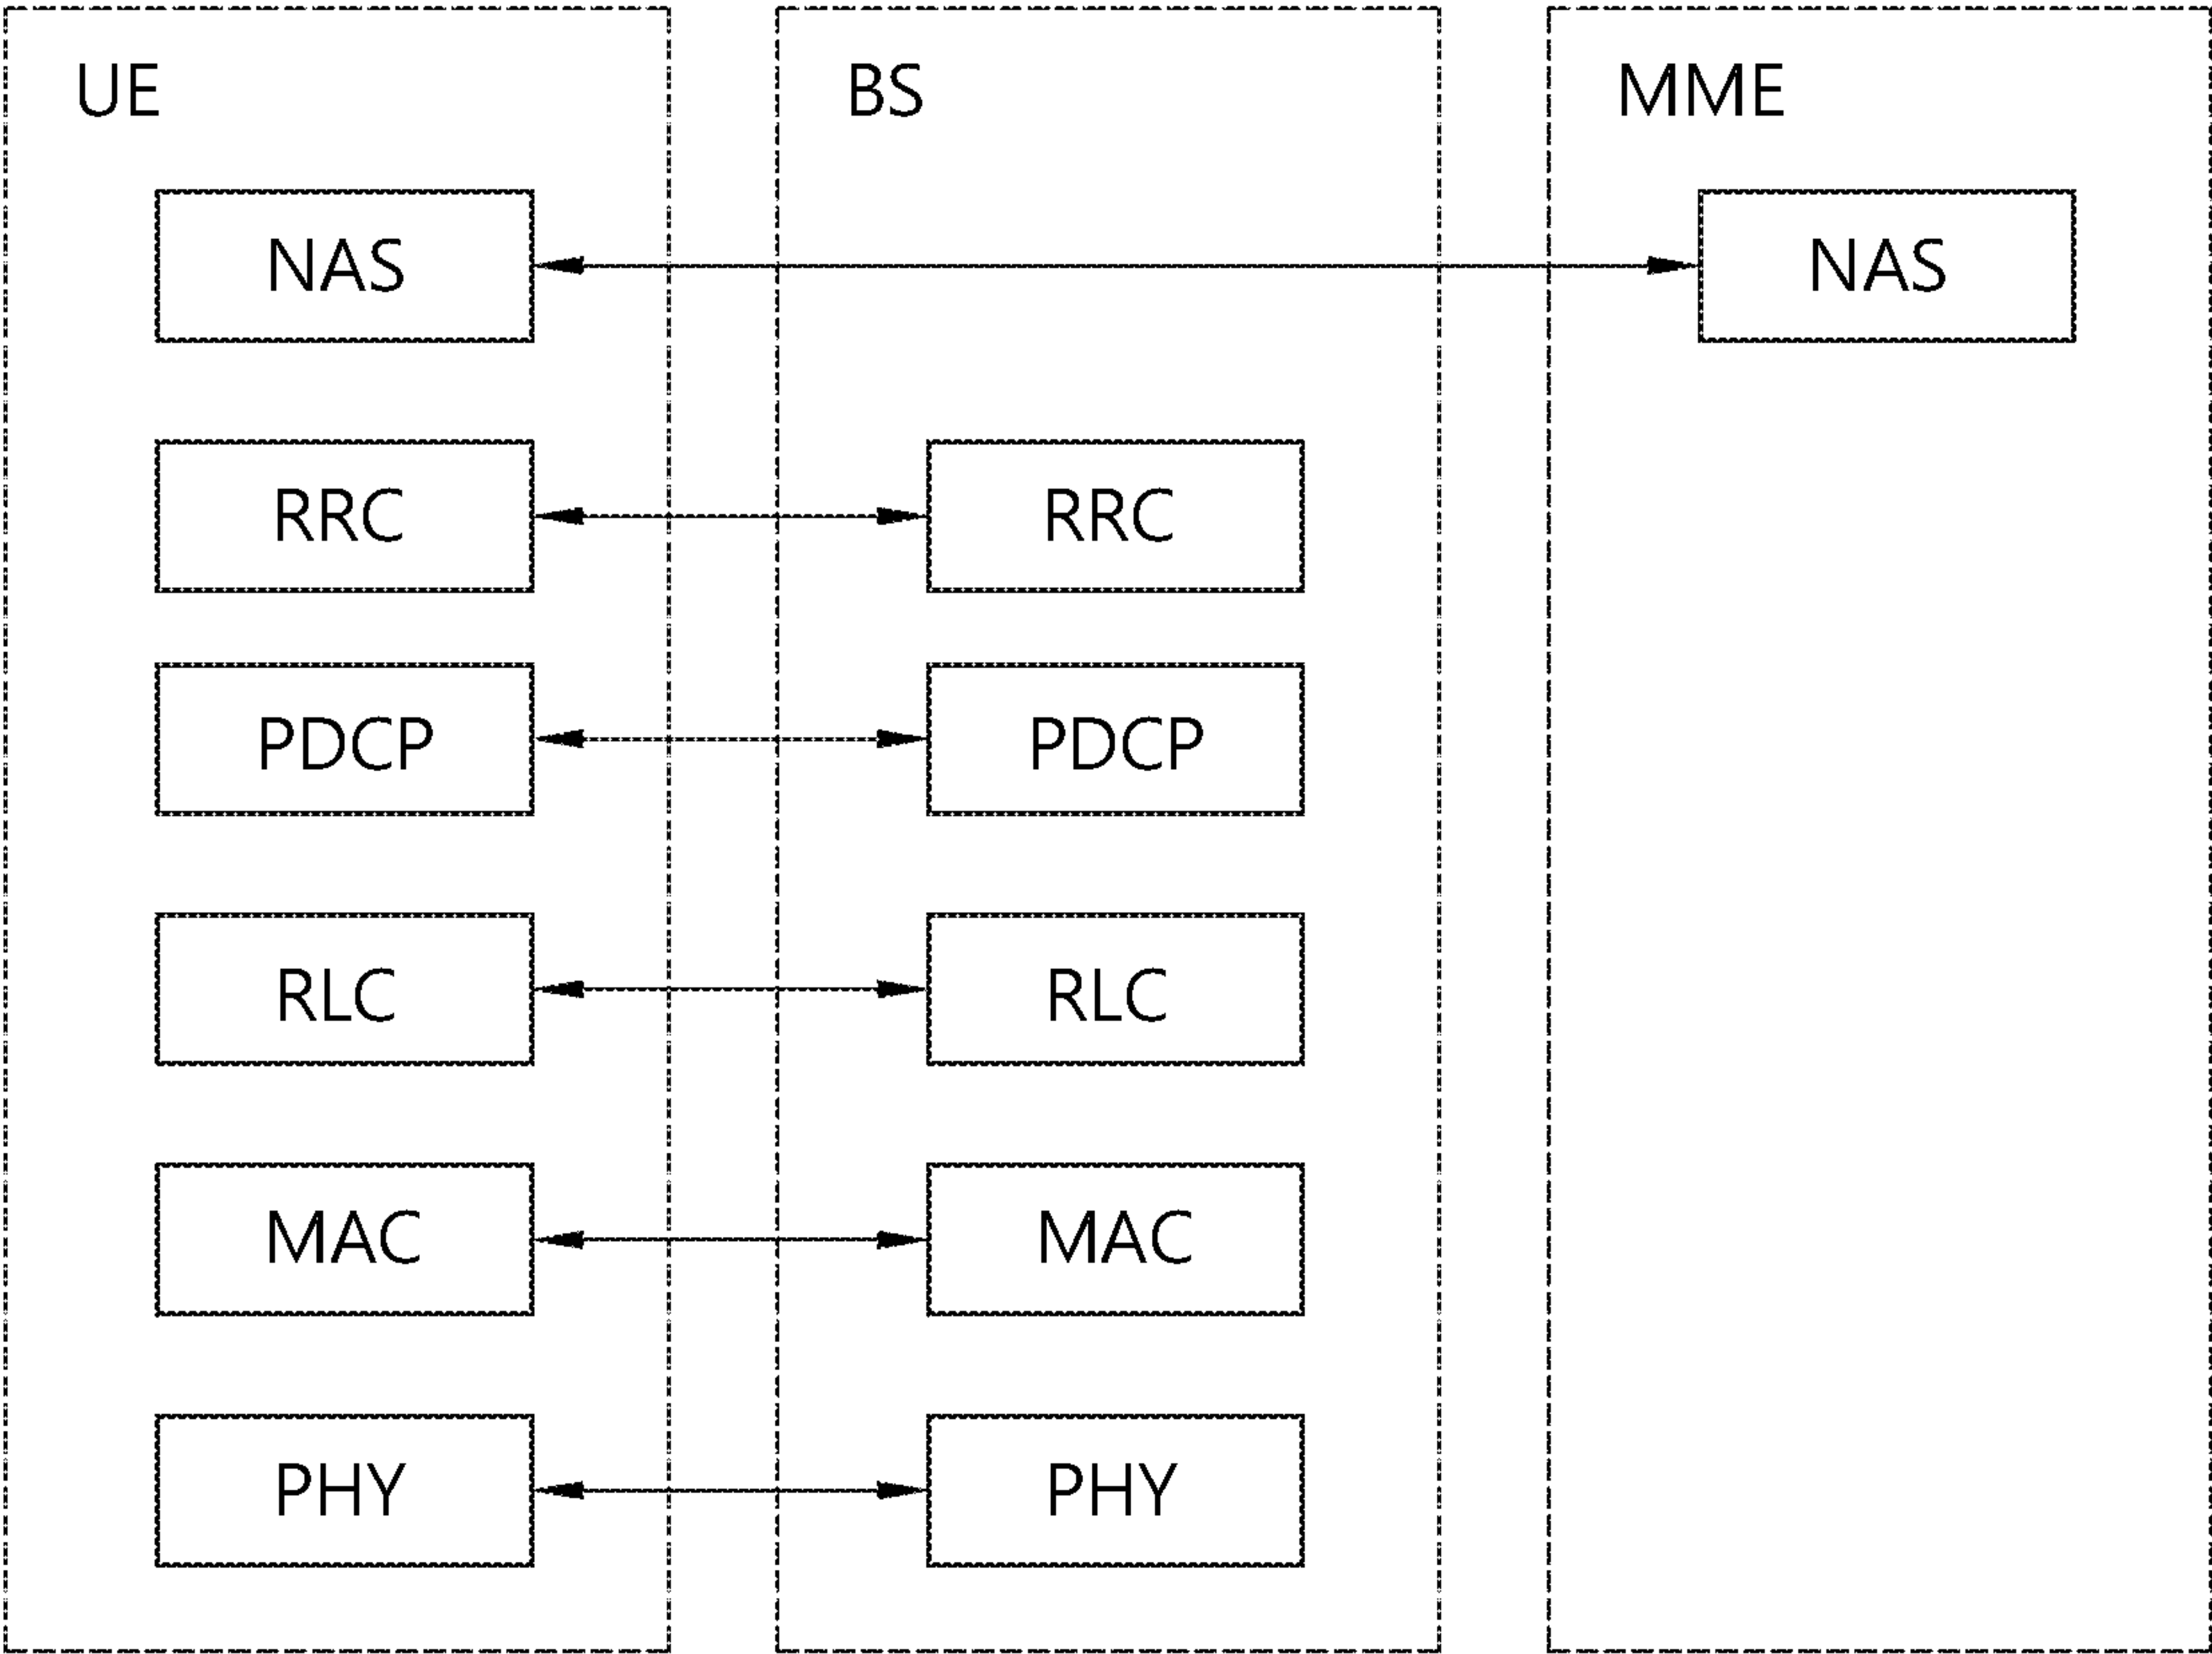 UE
BS
MME
NAS
NAS
RRC
RRC
PDCP
PDCP
RLC
RLC
MAC
MAC
PHY
PHY